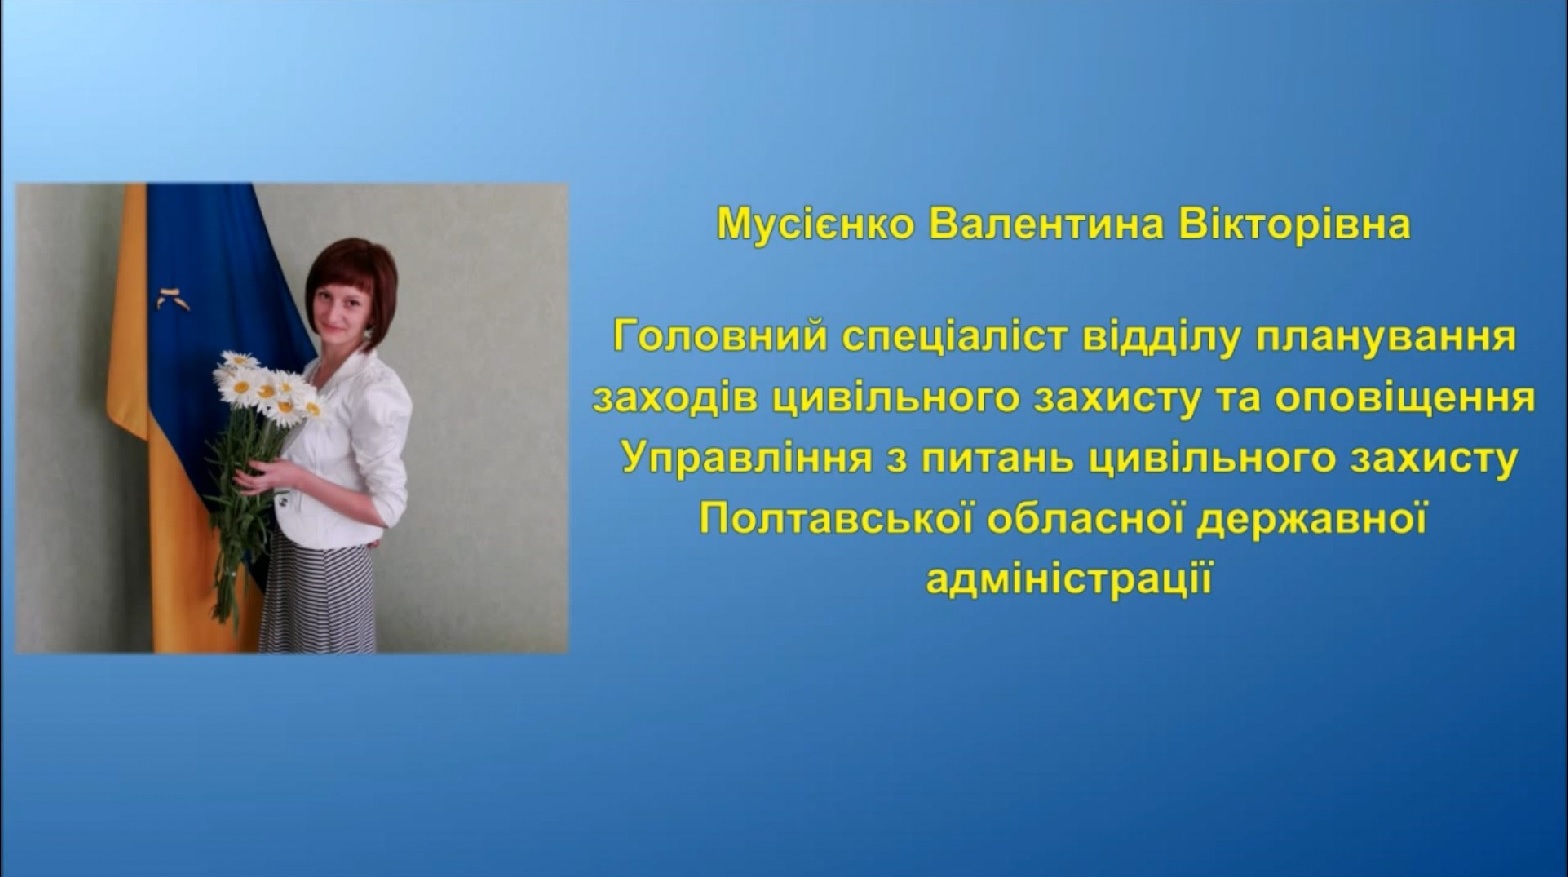 Мусієнко Валентина Вікторівна
Головний спеціаліст відділу планування
заходів цивільного захисту та оповіщення
Управління з питань цивільного захисту
Полтавської обласної державної
адміністрації